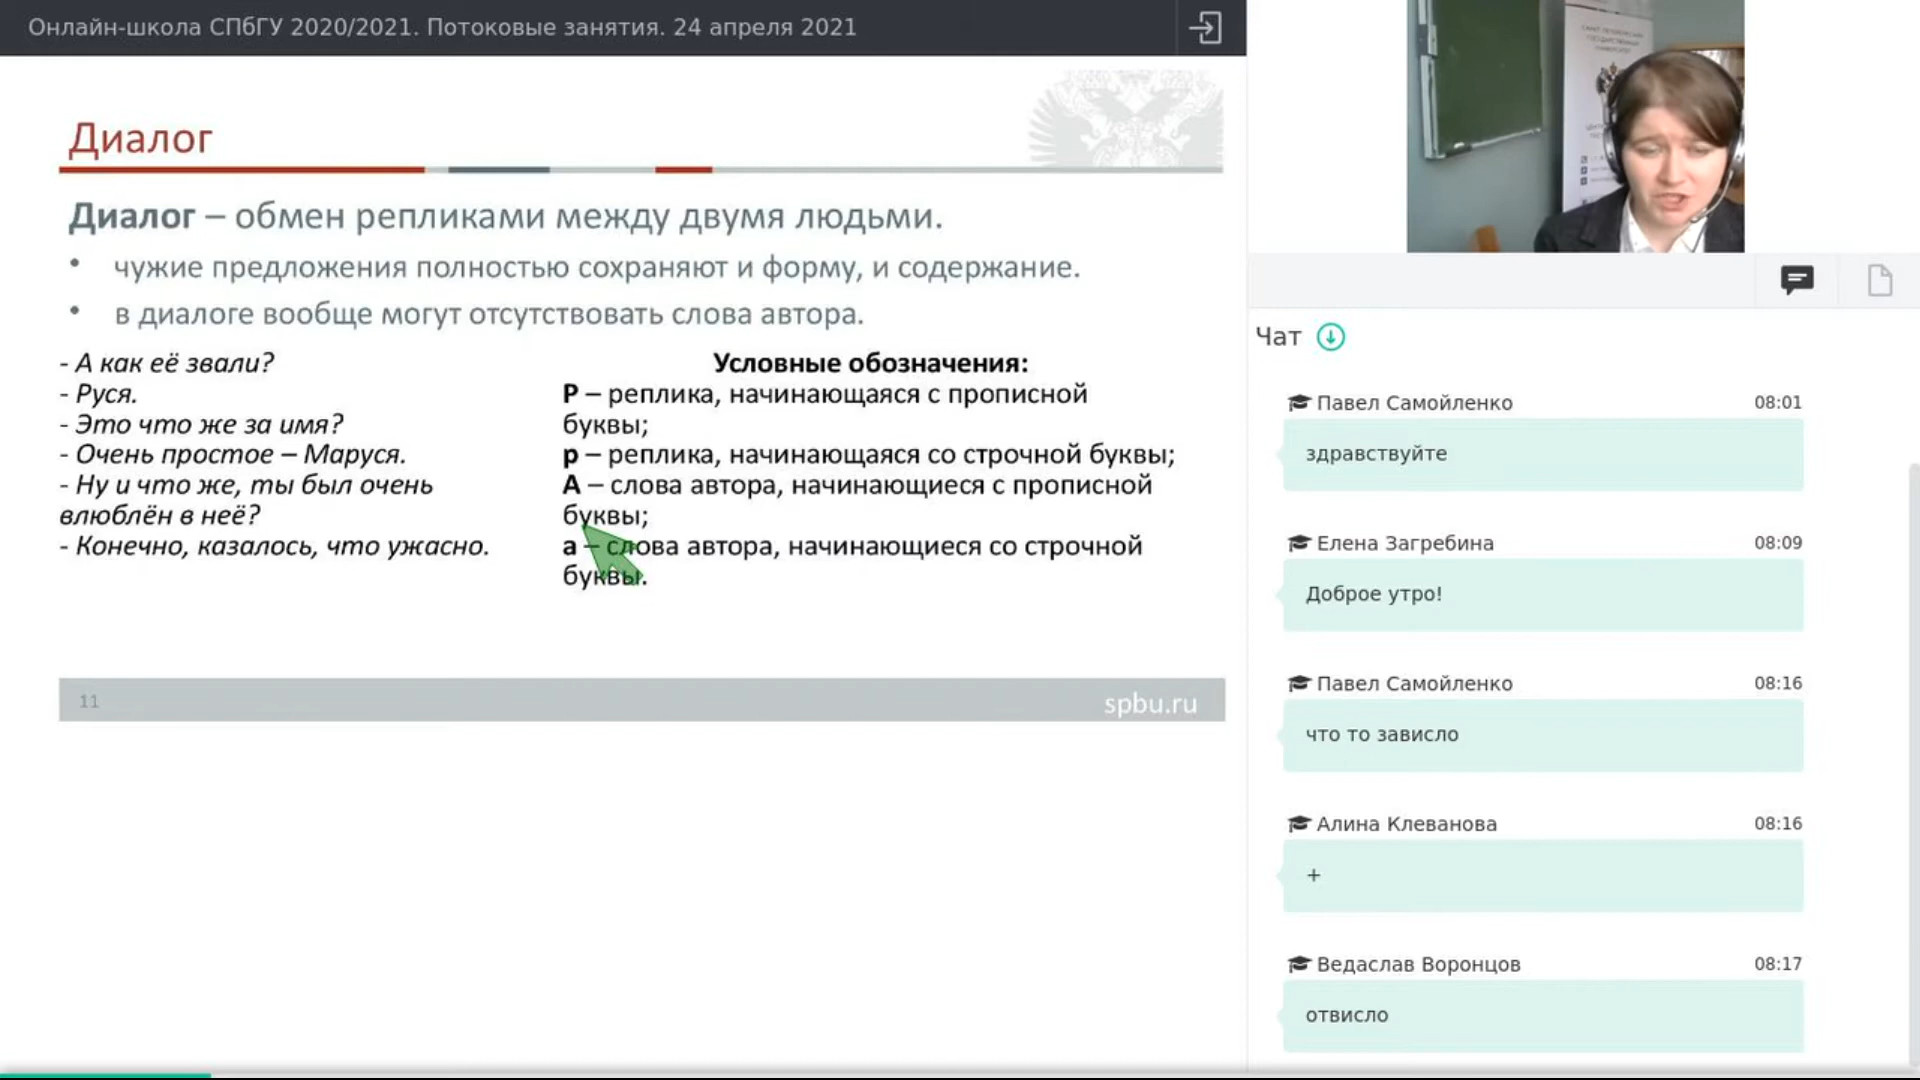 Онлайн-школа СПбГУ 2020/2021. Потоковые занятия. 24 апреля 2021
Диалог
Диалог – обмен репликами между двумя людьми.
• чужие предложения полностью сохраняют и форму, и содержание.
• в диалоге вообще могут отсутствовать слова автора.
- А как её звали?
- Руся.
- Это что же за имя?
- Очень простое – Маруся.
- Ну и что же, ты был очень
влюблён в неё?
- Конечно, казалось, что ужасно.
Условные обозначения:
Р – реплика, начинающаяся с прописной
буквы;
р – реплика, начинающаяся со строчной буквы;
А – слова автора, начинающиеся с прописной
буквы;
а – слова автора, начинающиеся со строчной
буквы.
11
spbu.ru
Чат
Павел Самойленко 08:01
здравствуйте
Елена Загребина 08:09
Доброе утро!
Павел Самойленко 08:16
что то зависло
Алина Клеванова 08:16
+
Ведаслав Воронцов 08:17
отвисло